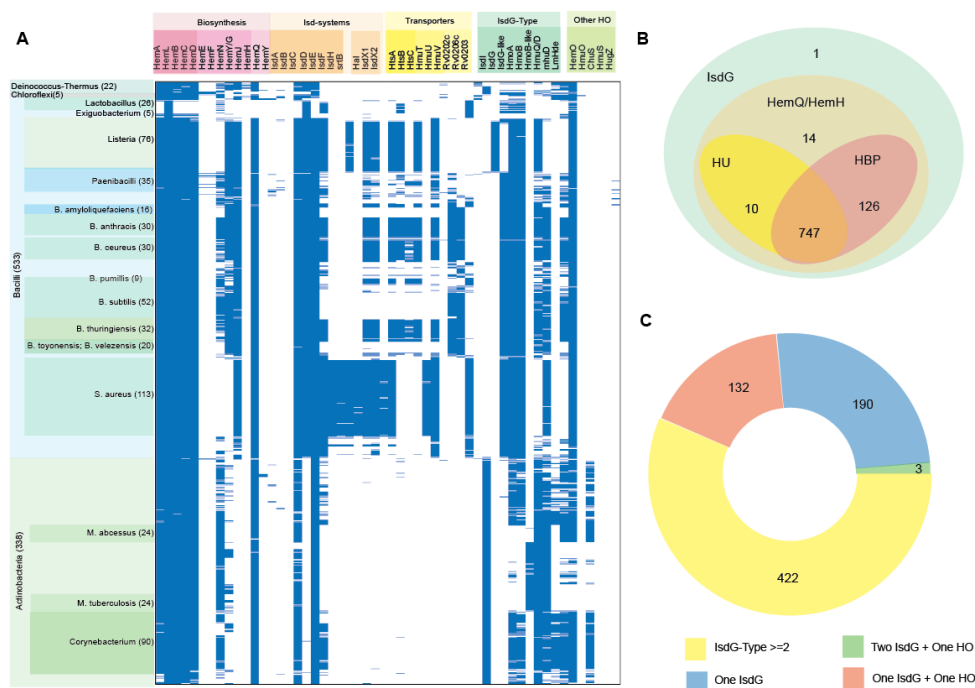 A
Biosynthesis
Isd-systems
Transporters
IsdG-Type
Other HO
HemA
HemL
HemB
HemC
HemD
HemE
HemF
HemN
HemY/G
HemJ
HemH
HemQ
HemY
IsdA
IsdB
IsdC
IsdD
IsdE
IsdF
IsdH
srtB
Hal
IsdX1
IsdX2
HtsA
HtsB
HtsC
HmuT
HmuU
HmuV
Rv0202c
Rv0206c
Rv0203
IsdI
IsdG
IsdG-like
HmoA
HmoB
HmoB-like
HmuQ/D
mhuD
LmHde
HemO
HmuO
ChuS
HmuS
HugZ
Deinococcus-Thermus (22)
Chloroflexi(5)
Lactobacillus (26)
Exiguobacterium (5)
Listeria (76)
Paenibacilli (35)
B. amyloliquefaciens (16)
B. anthracis (30)
B. ceureus (30)
B. pumillis (9)
B. subtilis (52)
B. thuringiensis (32)
B. toyonensis; B. velezensis (20)
S. aureus (113)
Bacilli (533)
M. abcessus (24)
M. tuberculosis (24)
Corynebacterium (90)
Actinobacteria (338)
B
1
IsdG
HemQ/HemH
14
HU
HBP
10
126
747
C
132
190
3
422
IsdG-Type >=2
Two IsdG + One HO
One IsdG
One IsdG + One HO